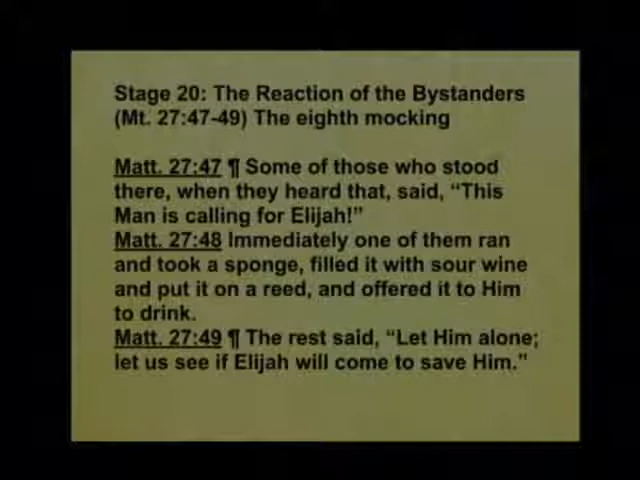 Stage 20: The Reaction of the Bystanders
(Mt. 27:47-49) The eighth mocking
Matt. 27:47 ¶ Some of those who stood
there, when they heard that, said, “This
Man is calling for Elijah!”
Matt. 27:48 Immediately one of them ran
and took a sponge, filled it with sour wine
and put it on a reed, and offered it to Him
to drink.
Matt. 27:49 ¶ The rest said, “Let Him alone;
let us see if Elijah will come to save Him.”